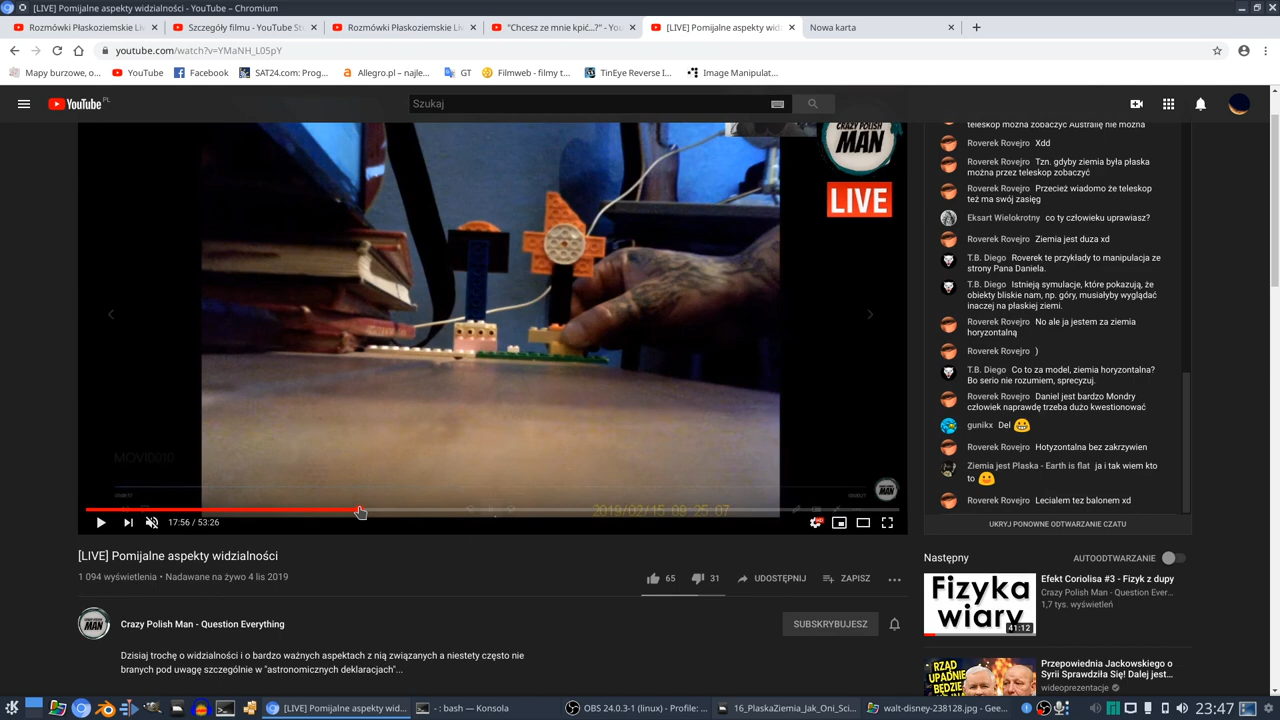 [LIVE] Pomijalne aspekty widzialności – YouTube – Chromium
Rozmówki Płaskoziemskie Li
Szczegóły filmu - YouTube St
Rozmówki Płaskoziemskie Li
"Chcesz ze mnie kpić...?" - You
[LIVE] Pomijalne aspekty widz
Nowa karta
youtube.com/watch?v=YMaNH_L05pY
Mapy burzowe, o...
YouTube
Facebook
SAT24.com: Prog...
Allegro.pl – najle...
GT
Filmweb - filmy t...
TinEye Reverse I...
Image Manipulat...
YouTube PL
Szukaj
CRAZY POLISH
MAN
LIVE
MOVI0010
2019/02/15 09:25:07
17:56 / 53:26
teleskop można zobaczyć Australię nie można
Roverek Rovejro Xdd
Roverek Rovejro Tzn. gdyby ziemia była płaska
można przez teleskop zobaczyć
Roverek Rovejro Przecież wiadomo że teleskop
też ma swój zasięg
Eksart Wielokrotny co ty człowieku uprawiasz?
Roverek Rovejro Ziemia jest duza xd
T.B. Diego Roverek te przykłady to manipulacja ze
strony Pana Daniela.
T.B. Diego Istnieją symulacje, które pokazują, że
obiekty bliskie nam, np. góry, musiałyby wyglądać
inaczej na płaskiej ziemi.
Roverek Rovejro No ale ja jestem za ziemia
horyzontalną
Roverek Rovejro )
T.B. Diego Co to za model, ziemia horyzontalna?
Bo serio nie rozumiem, sprecyzuj.
Roverek Rovejro Daniel jest bardzo Mondry
człowiek naprawdę trzeba dużo kwestionować
gunikx Del
Roverek Rovejro Hotyzontalna bez zakrzywien
Ziemia jest Plaska - Earth is flat ja i tak wiem kto
to
Roverek Rovejro Lecialem tez balonem xd
UKRYJ PONOWNE ODTWARZANIE CZATU
[LIVE] Pomijalne aspekty widzialności
1 094 wyświetlenia • Nadawane na żywo 4 lis 2019
65
31
UDOSTĘPNIJ
ZAPISZ
Crazy Polish Man - Question Everything
SUBSKRYBUJESZ
Dzisiaj trochę o widzialności i o bardzo ważnych aspektach z nią związanych a niestety często nie
branych pod uwagę szczególnie w "astronomicznych deklaracjach"...
Następny
AUTOODTWARZANIE
Fizyka
wiary
41:12
Efekt Coriolisa #3 - Fizyk z dupy
Crazy Polish Man - Question Ever...
1,7 tys. wyświetleń
RZĄD
UPADNIE
BĘDZIE
Przepowiednia Jackowskiego o
Syrii Sprawdziła Się! Dalej jest...
wideoprezentacje
[LIVE] Pomijalne aspekty wid...
- : bash — Konsola
OBS 24.0.3-1 (linux) - Profile: ...
16_PlaskaZiemia_Jak_Oni_Sci...
walt-disney-238128.jpg - Gee...
23:47